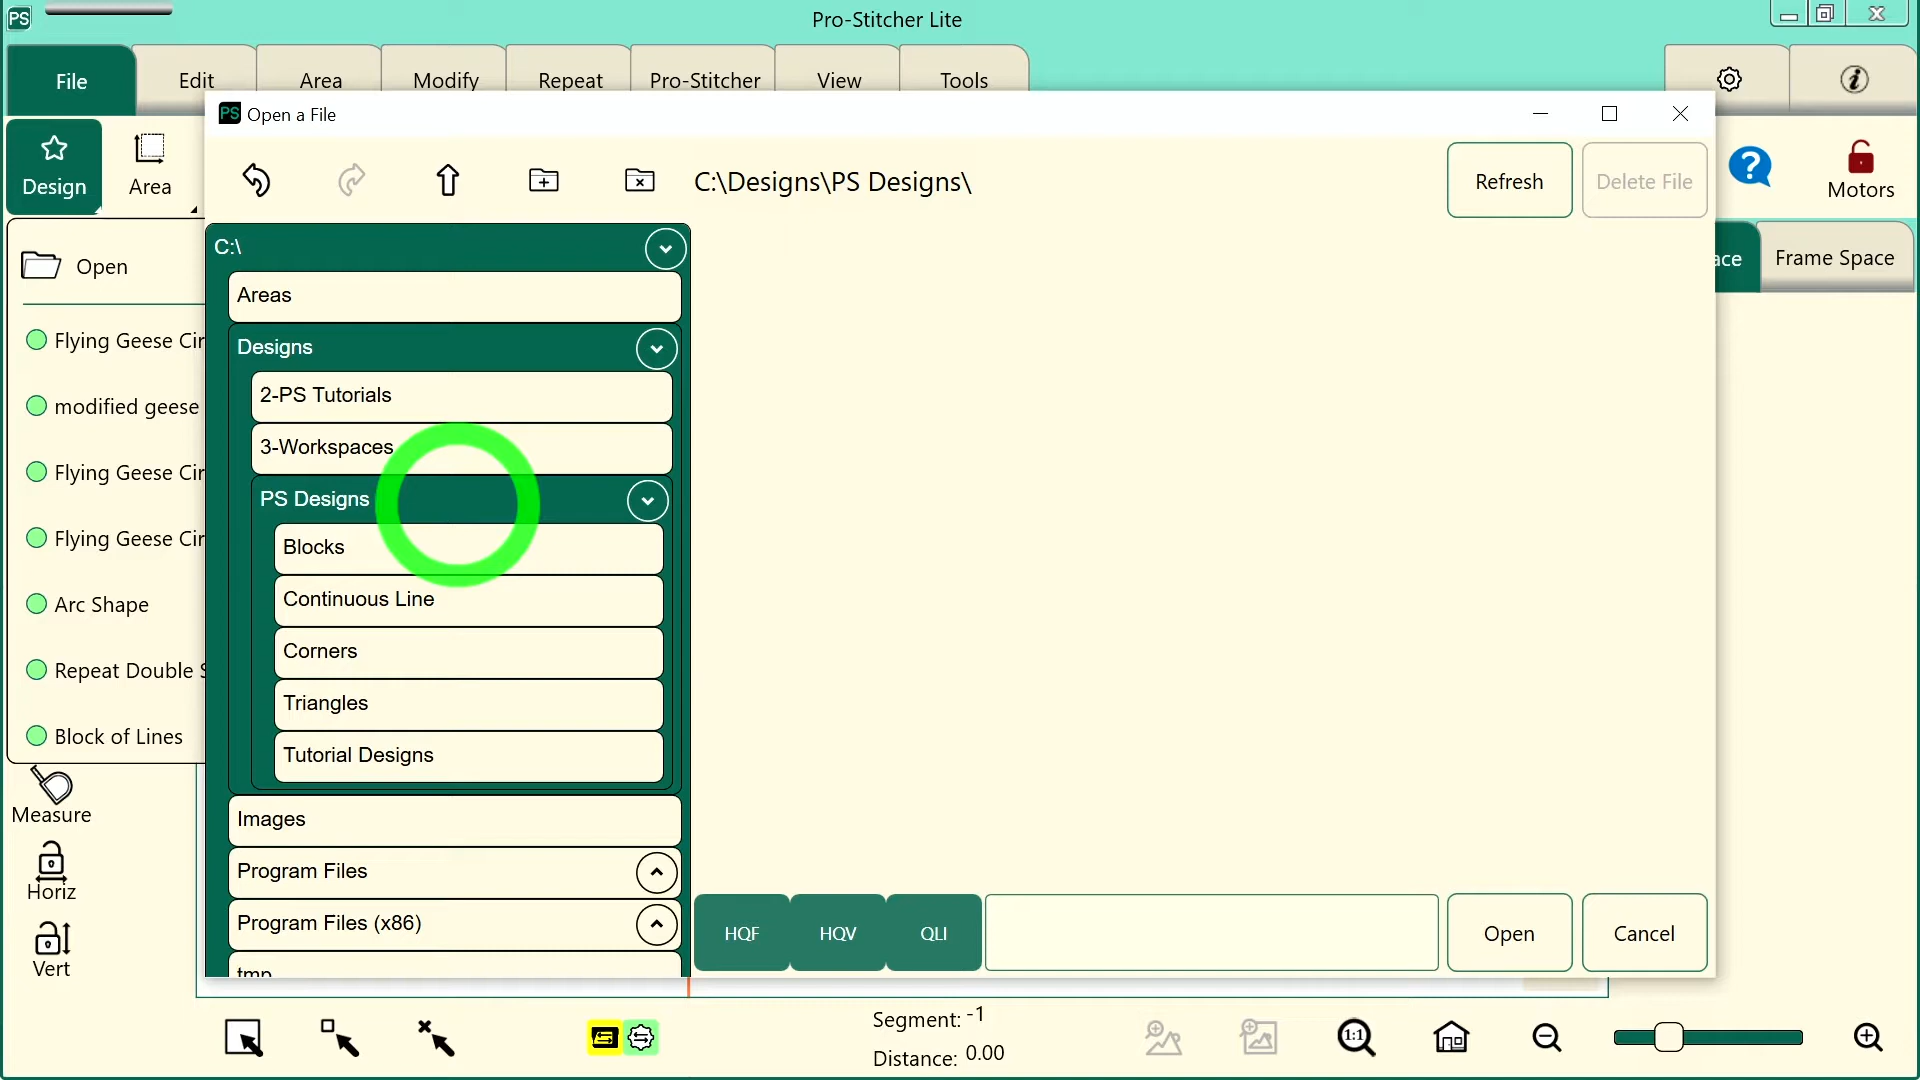 PS
Pro-Stitcher Lite
File
Edit
Area
Modify
Repeat
Pro-Stitcher
View
Tools
PS
Open a File
Design
Area
C:\Designs\PS Designs\
Refresh
Delete File
Motors
Frame Space
Open
Flying Geese Cir
modified geese
Flying Geese Cir
Flying Geese Cir
Arc Shape
Repeat Double
Block of Lines
Measure
Horiz
Vert
C:\
Areas
Designs
2-PS Tutorials
3-Workspaces
PS Designs
Blocks
Continuous Line
Corners
Triangles
Tutorial Designs
Images
Program Files
Program Files (x86)
tmp
HQF
HQV
QLI
Open
Cancel
Segment: -1
Distance: 0.00
1:1